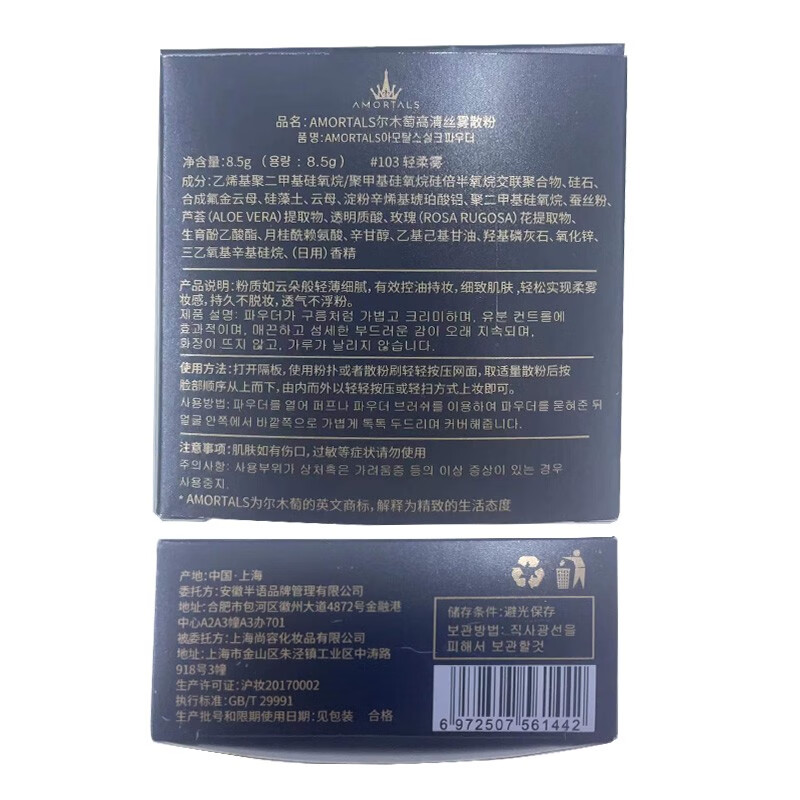 AMORTALS
品名:AMORTALS尔木萄高清丝雾散粉
품명:AMORTALS아모탈스실크파우더
净含量:8.5g (용량 : 8.5g) #103 轻柔雾
成分:乙烯基聚二甲基硅氧烷/聚甲基硅氧烷硅倍半氧烷交联聚合物、硅石、
合成氟金云母、硅藻土、云母、淀粉辛烯基琥珀酸铝、聚二甲基硅氧烷、蚕丝粉、
芦荟(ALOE VERA)提取物、透明质酸、玫瑰(ROSA RUGOSA)花提取物、
生育酚乙酸酯、月桂酰赖氨酸、辛甘醇、乙基己基甘油、羟基磷灰石、氧化锌、
三乙氧基辛基硅烷、(日用)香精
产品说明:粉质如云朵般轻薄细腻,有效控油持妆,细致肌肤,轻松实现柔雾
妆感,持久不脱妆,透气不浮粉。
제품 설명: 파우더가 구름처럼 가볍고 크리미하며, 유분 컨트롤에
효과적이며, 매끈하고 섬세한 부드러운 감이 오래 지속되며,
화장이 뜨지 않고, 가루가 날리지 않습니다.
使用方法:打开隔板,使用粉扑或者散粉刷轻轻按压网面,取适量散粉后按
脸部顺序从上而下,由内而外以轻轻按压或轻扫方式上妆即可。
사용방법: 파우더를 열어 퍼프나 파우더 브러쉬를 이용하여 파우더를 묻혀준 뒤
얼굴 안쪽에서 바깥쪽으로 가볍게 톡톡 두드리며 커버해줍니다.
注意事项:肌肤如有伤口,过敏等症状请勿使用
주의사항: 사용부위가 상처혹은 가려움증 등의 이상 증상이 있는 경우
사용중지.
*AMORTALS为尔木萄的英文商标,解释为精致的生活态度
产地:中国·上海
委托方:安徽半语品牌管理有限公司
地址:合肥市包河区徽州大道4872号金融港
中心A2A3幢A3办701
被委托方:上海尚容化妆品有限公司
地址:上海市金山区朱泾镇工业区中涛路
918号3幢
生产许可证:沪妆20170002
执行标准:GB/T 29991
生产批号和限期使用日期:见包装 合格
储存条件:避光保存
보관방법: 직사광선을
피해서 보관할것
6 972507 561442